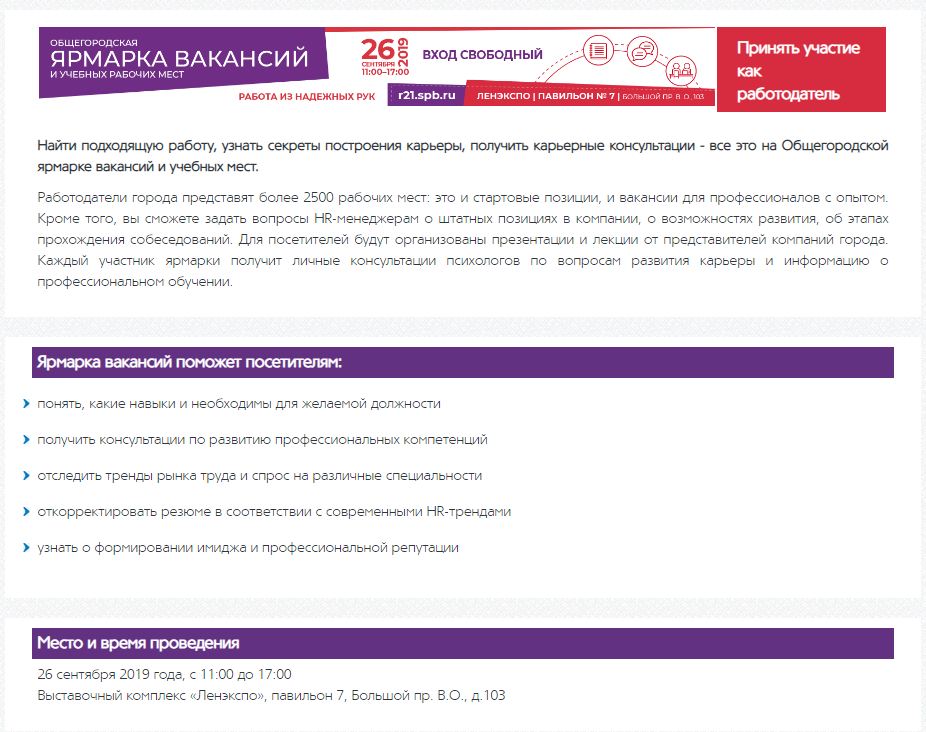 ОБЩЕГОРОДСКАЯ
ЯРМАРКА ВАКАНСИЙ
И УЧЕБНЫХ РАБОЧИХ МЕСТ
26
СЕНТЯБРЯ
2019
11:00–17:00
ВХОД СВОБОДНЫЙ
РАБОТА ИЗ НАДЕЖНЫХ РУК
r21.spb.ru
ЛЕНЭКСПО | ПАВИЛЬОН № 7 | БОЛЬШОЙ ПР. В.О.,103
Принять участие
как
работодатель
Найти подходящую работу, узнать секреты построения карьеры, получить карьерные консультации - все это на Общегородской
ярмарке вакансий и учебных мест.
Работодатели города представят более 2500 рабочих мест: это и стартовые позиции, и вакансии для профессионалов с опытом.
Кроме того, вы сможете задать вопросы HR-менеджерам о штатных позициях в компании, о возможностях развития, об этапах
прохождения собеседований. Для посетителей будут организованы презентации и лекции от представителей компаний города.
Каждый участник ярмарки получит личные консультации психологов по вопросам развития карьеры и информацию о
профессиональном обучении.
Ярмарка вакансий поможет посетителям:
понять, какие навыки и необходимы для желаемой должности
получить консультации по развитию профессиональных компетенций
отследить тренды рынка труда и спрос на различные специальности
откорректировать резюме в соответствии с современными HR-трендами
узнать о формировании имиджа и профессиональной репутации
Место и время проведения
26 сентября 2019 года, с 11:00 до 17:00
Выставочный комплекс «Ленэкспо», павильон 7, Большой пр. В.О., д.103